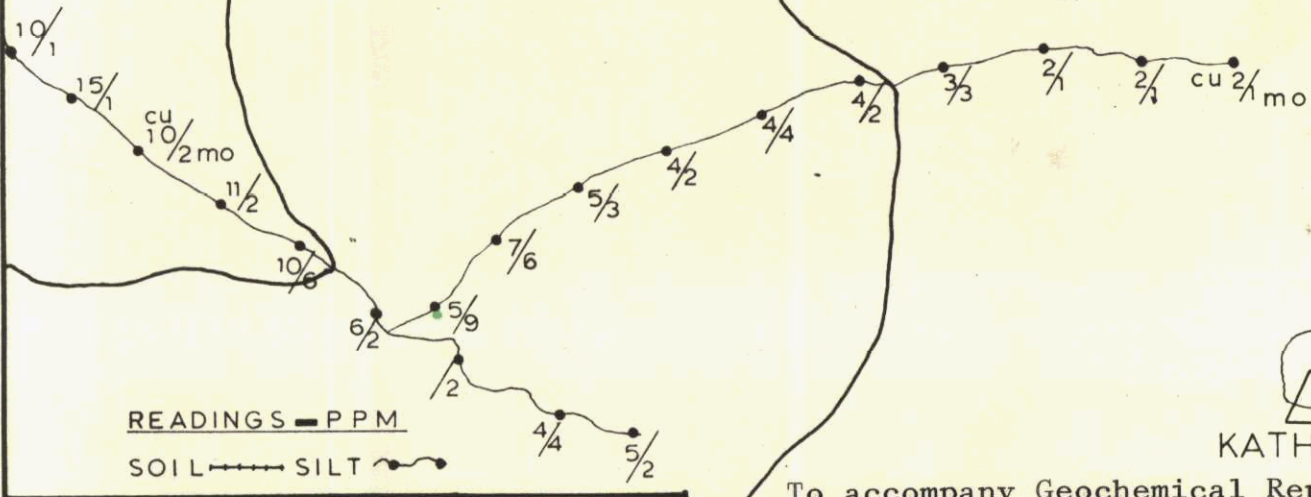 10/1
15/1
cu
10/2 mo
11/2
10/6
6/2
5/9
7/6
5/3
4/2
4/4
4/2
3/3
2/1
2/1
cu 2/1 mo
/2
4/4
5/2
READINGS - PPM
SOIL SILT
KATH
To accompany Geochemical Rep